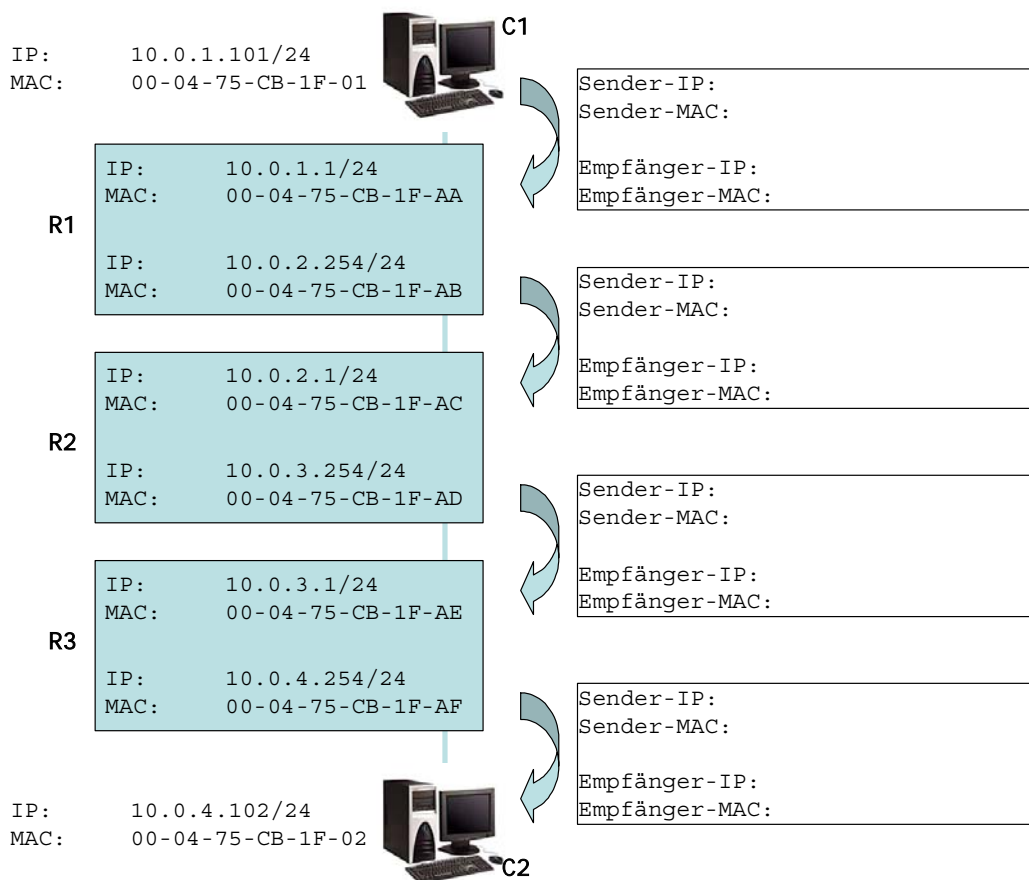 C1
IP: 10.0.1.101/24
MAC: 00-04-75-CB-1F-01
Sender-IP:
Sender-MAC:
Empfänger-IP:
Empfänger-MAC:
R1
IP: 10.0.1.1/24
MAC: 00-04-75-CB-1F-AA
IP: 10.0.2.254/24
MAC: 00-04-75-CB-1F-AB
Sender-IP:
Sender-MAC:
Empfänger-IP:
Empfänger-MAC:
R2
IP: 10.0.2.1/24
MAC: 00-04-75-CB-1F-AC
IP: 10.0.3.254/24
MAC: 00-04-75-CB-1F-AD
Sender-IP:
Sender-MAC:
Empfänger-IP:
Empfänger-MAC:
R3
IP: 10.0.3.1/24
MAC: 00-04-75-CB-1F-AE
IP: 10.0.4.254/24
MAC: 00-04-75-CB-1F-AF
Sender-IP:
Sender-MAC:
Empfänger-IP:
Empfänger-MAC:
IP: 10.0.4.102/24
MAC: 00-04-75-CB-1F-02
C2